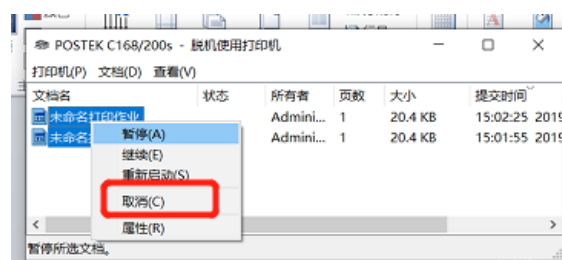 POSTEK C168/200s - 脱机使用打印机
打印机(P) 文档(D) 查看(V)
文档名 状态 所有者 页数 大小 提交时间
未命名打印作业 Admini... 1 20.4 KB 15:02:25 2019
未命名 Admini... 1 20.4 KB 15:01:55 2019
暂停(A)
继续(E)
重新启动(S)
取消(C)
属性(R)
暂停所选文档。